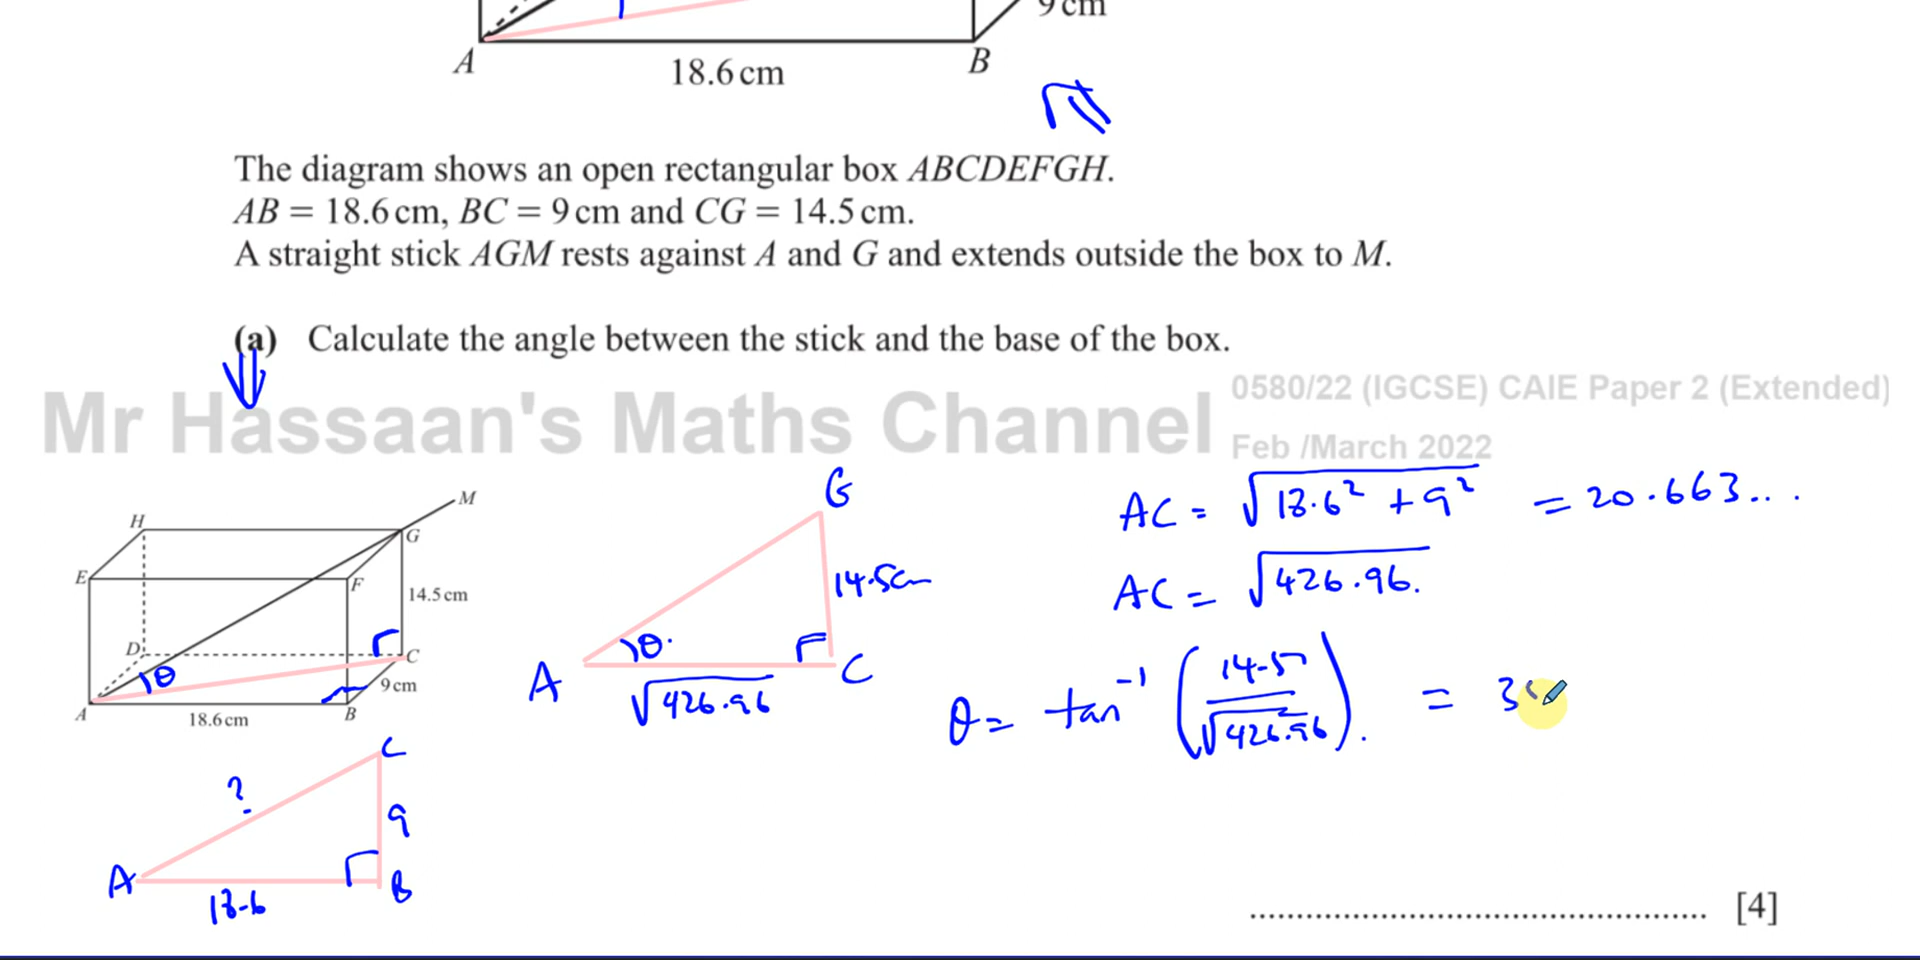 9 cm
A
18.6 cm
B
The diagram shows an open rectangular box ABCDEFGH.
AB = 18.6 cm, BC = 9 cm and CG = 14.5 cm.
A straight stick AGM rests against A and G and extends outside the box to M.
(a) Calculate the angle between the stick and the base of the box.
Mr Hassaan's Maths Channel
0580/22 (IGCSE) CAIE Paper 2 (Extended)
Feb /March 2022
M
H
G
E
F
14.5 cm
D
C
θ
9 cm
A
18.6 cm
B
G
14.5cm
θ
A
C
√426.96
AC = √18.6² + 9² = 20.663...
AC = √426.96.
θ = tan⁻¹ (14.5/√426.96).
=
C
?
9
A
B
18.6
[4]